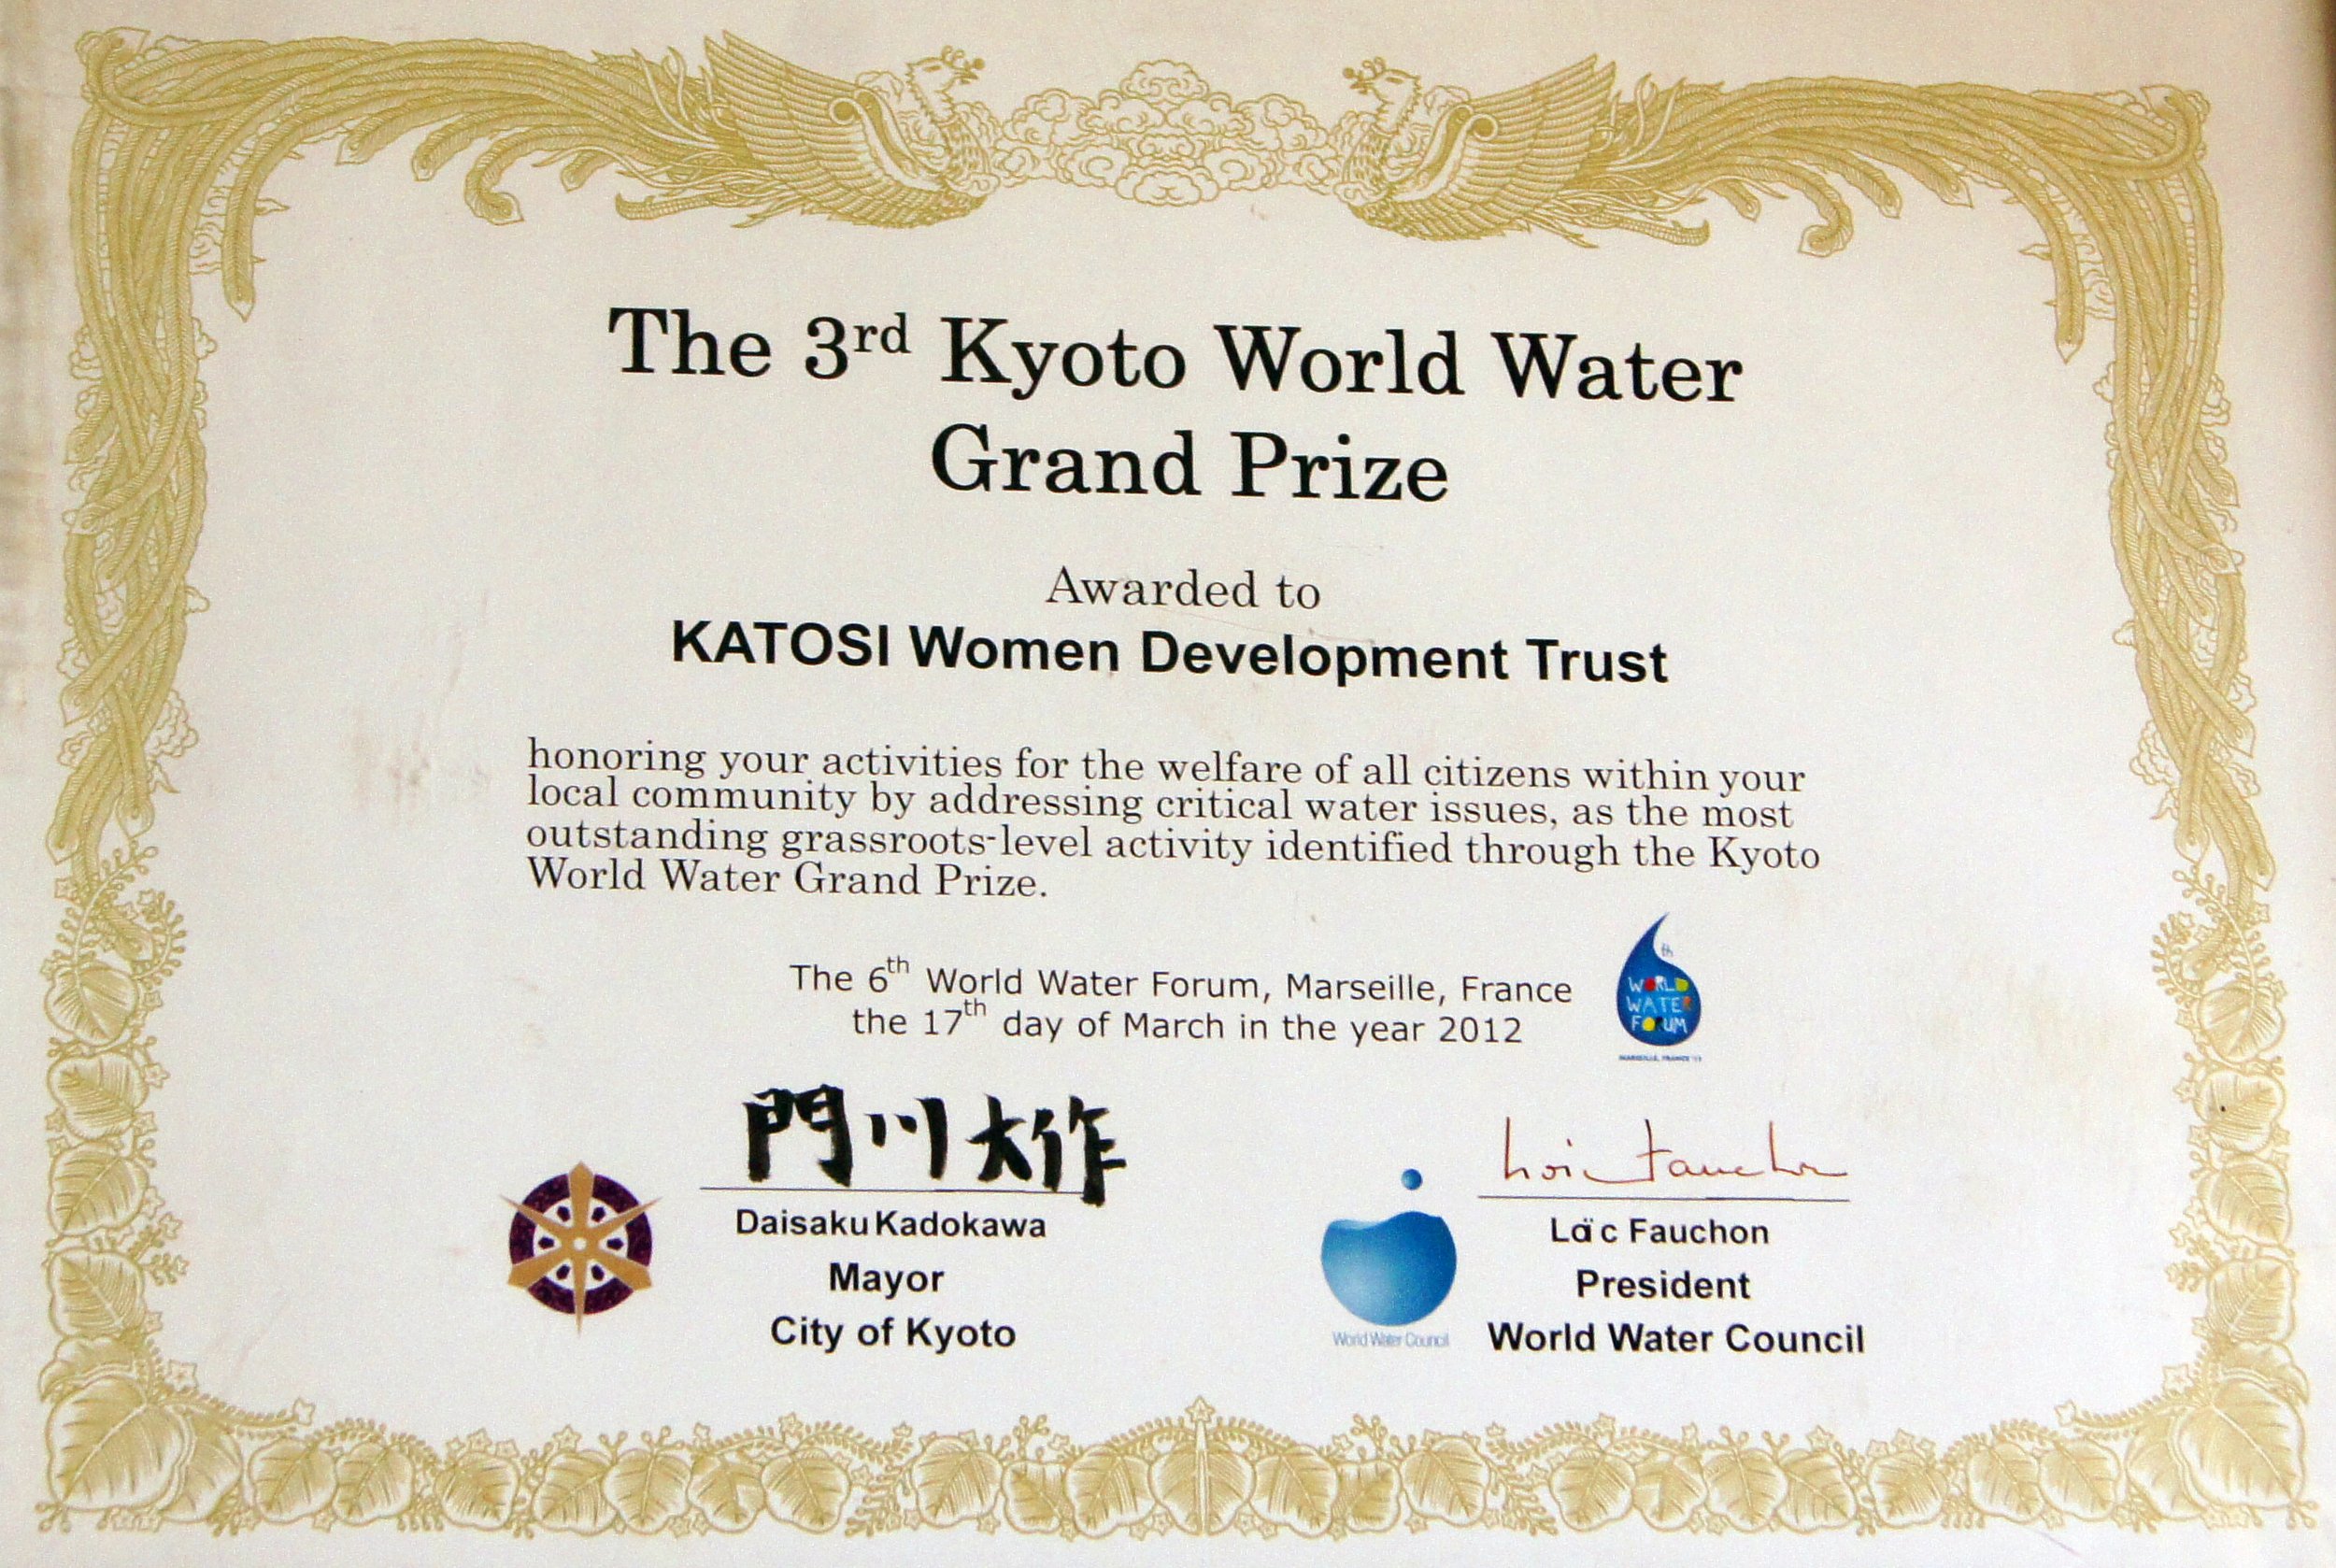 The 3rd Kyoto World Water
Grand Prize
Awarded to
KATOSI Women Development Trust
honoring your activities for the welfare of all citizens within your
local community by addressing critical water issues, as the most
outstanding grassroots-level activity identified through the Kyoto
World Water Grand Prize.
The 6th World Water Forum, Marseille, France
the 17th day of March in the year 2012
th
WORLD
WATER
FORUM
門川大作
Loïc Fauchon
Daisaku Kadokawa
Mayor
City of Kyoto
World Water Council
Loïc Fauchon
President
World Water Council